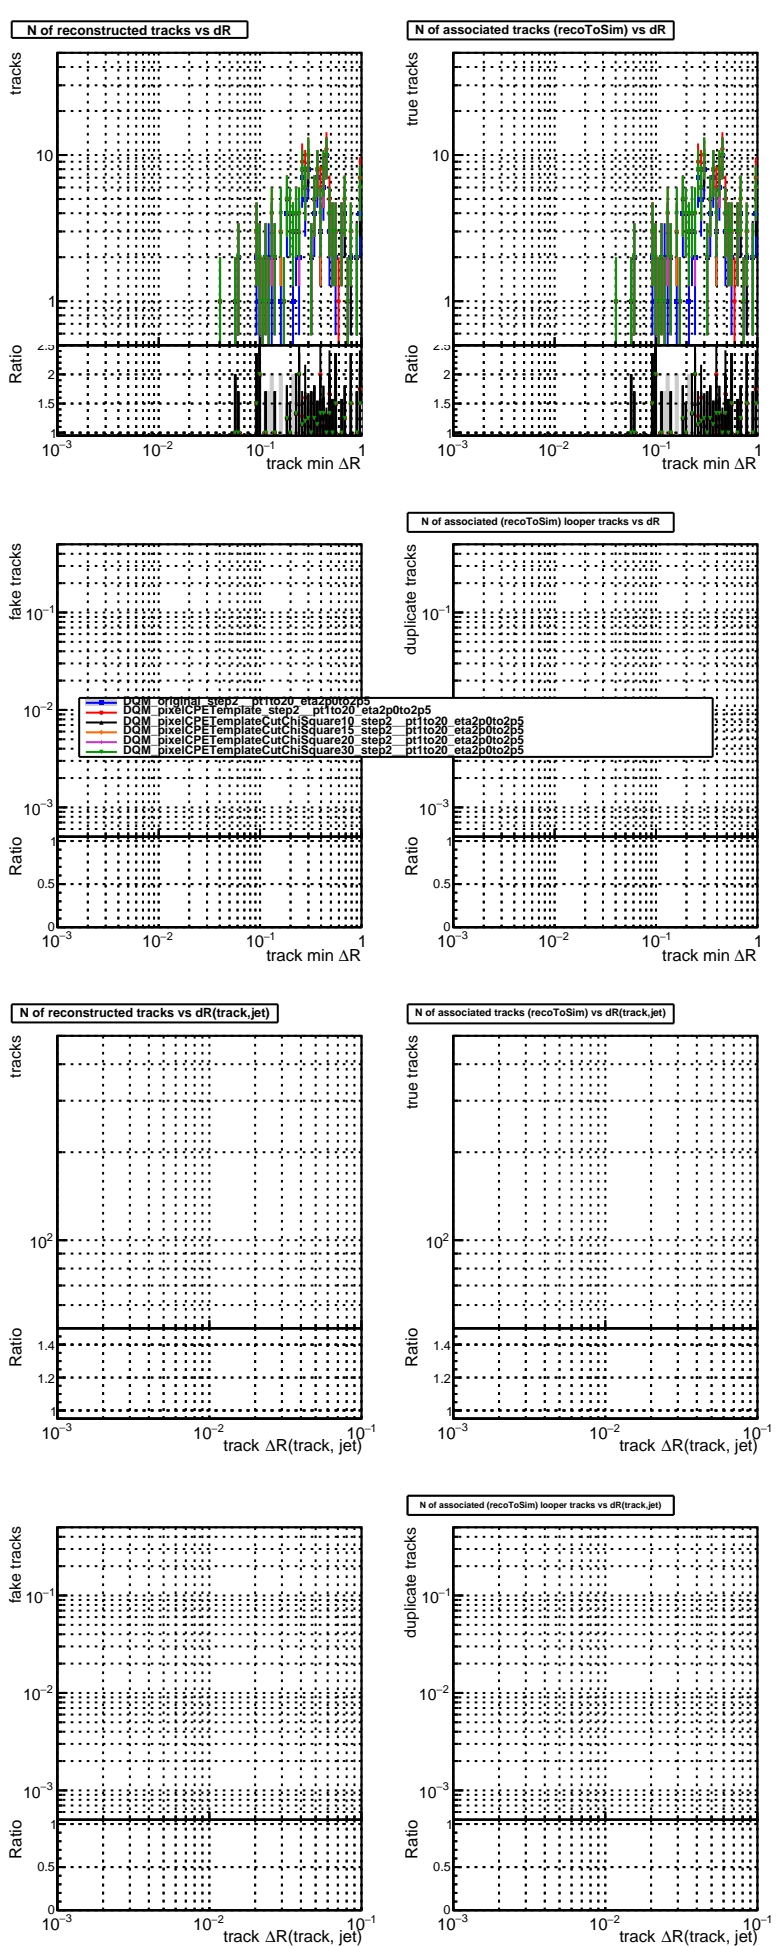 N of reconstructed tracks vs dR
N of associated tracks (recoToSim) vs dR
tracks
10
1
Ratio
2.5
2
1.5
1
10−3
10−2
10−1
1
track min ΔR
true tracks
10
1
Ratio
2.5
2
1.5
1
10−3
10−2
10−1
1
track min ΔR
N of associated (recoToSim) looper tracks vs dR
fake tracks
10−1
10−2
10−3
Ratio
1
0.5
0
10−3
10−2
10−1
1
track min ΔR
duplicate tracks
10−1
10−3
Ratio
1
0.5
0
10−3
10−2
10−1
1
track min ΔR
DQM_original_step2__pt1to20_eta2p0to2p5
DQM_pixelCPETemplate_step2__pt1to20_eta2p0to2p5
DQM_pixelCPETemplateCutChiSquare10_step2__pt1to20_eta2p0to2p5
DQM_pixelCPETemplateCutChiSquare15_step2__pt1to20_eta2p0to2p5
DQM_pixelCPETemplateCutChiSquare20_step2__pt1to20_eta2p0to2p5
DQM_pixelCPETemplateCutChiSquare30_step2__pt1to20_eta2p0to2p5
N of reconstructed tracks vs dR(track,jet)
N of associated tracks (recoToSim) vs dR(track,jet)
tracks
102
Ratio
1.4
1.2
1
10−3
10−2
10−1
track ΔR(track, jet)
true tracks
102
Ratio
1.4
1.2
1
10−3
10−2
10−1
track ΔR(track, jet)
N of associated (recoToSim) looper tracks vs dR(track,jet)
fake tracks
10−1
10−2
10−3
Ratio
1
0.5
0
10−3
10−2
10−1
track ΔR(track, jet)
duplicate tracks
10−1
10−2
10−3
Ratio
1
0.5
0
10−3
10−2
10−1
track ΔR(track, jet)